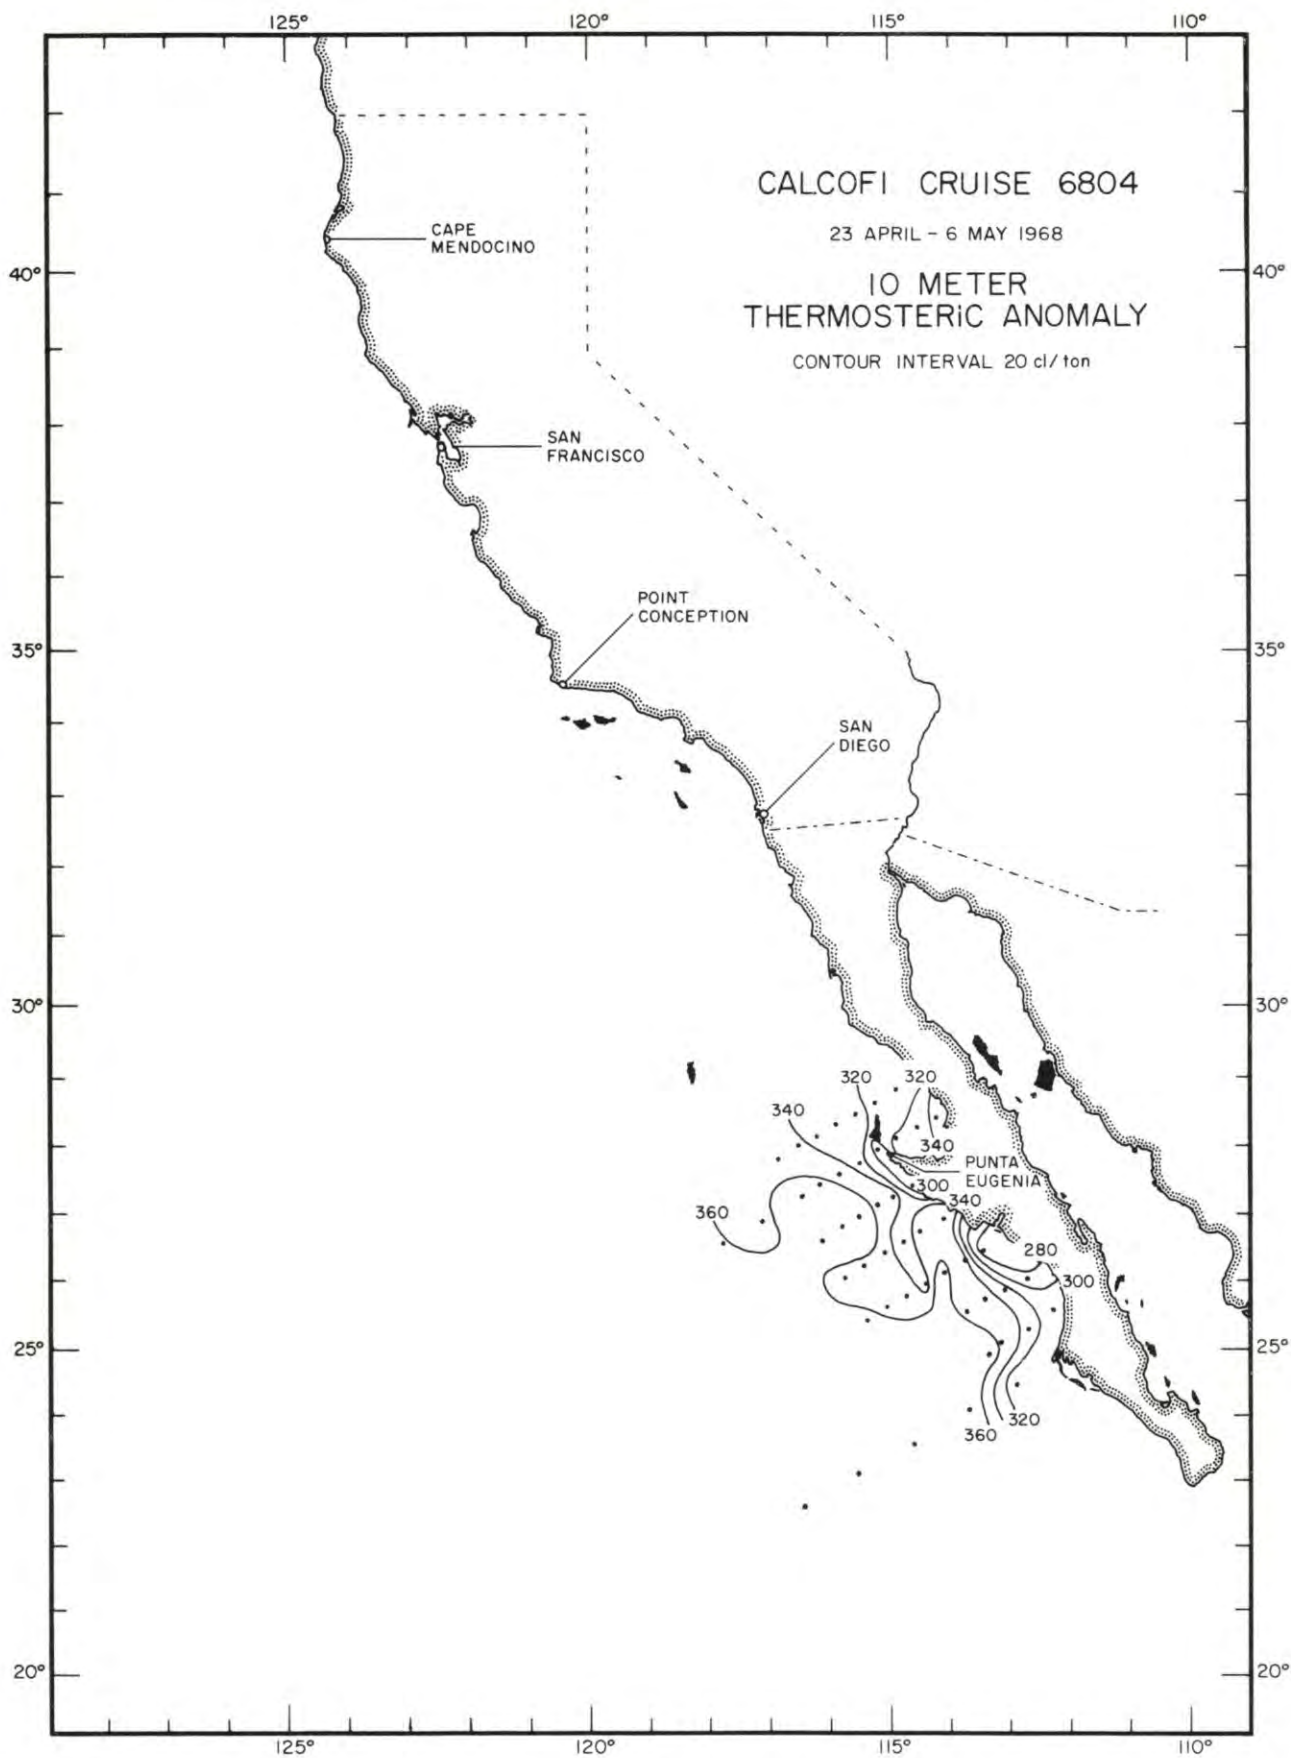 125° 120° 115° 110°
CALCOFI CRUISE 6804
23 APRIL - 6 MAY 1968
CAPE
MENDOCINO
40° 40°
10 METER
THERMOSTERiC ANOMALY
CONTOUR INTERVAL 20 cl/ton
SAN
FRANCISCO
POINT
CONCEPTION
35° 35°
SAN
DIEGO
30° 30°
320 320
340
340
PUNTA
EUGENIA
300
340
360
280
300
25° 25°
320
360
20° 20°
125° 120° 115° 110°